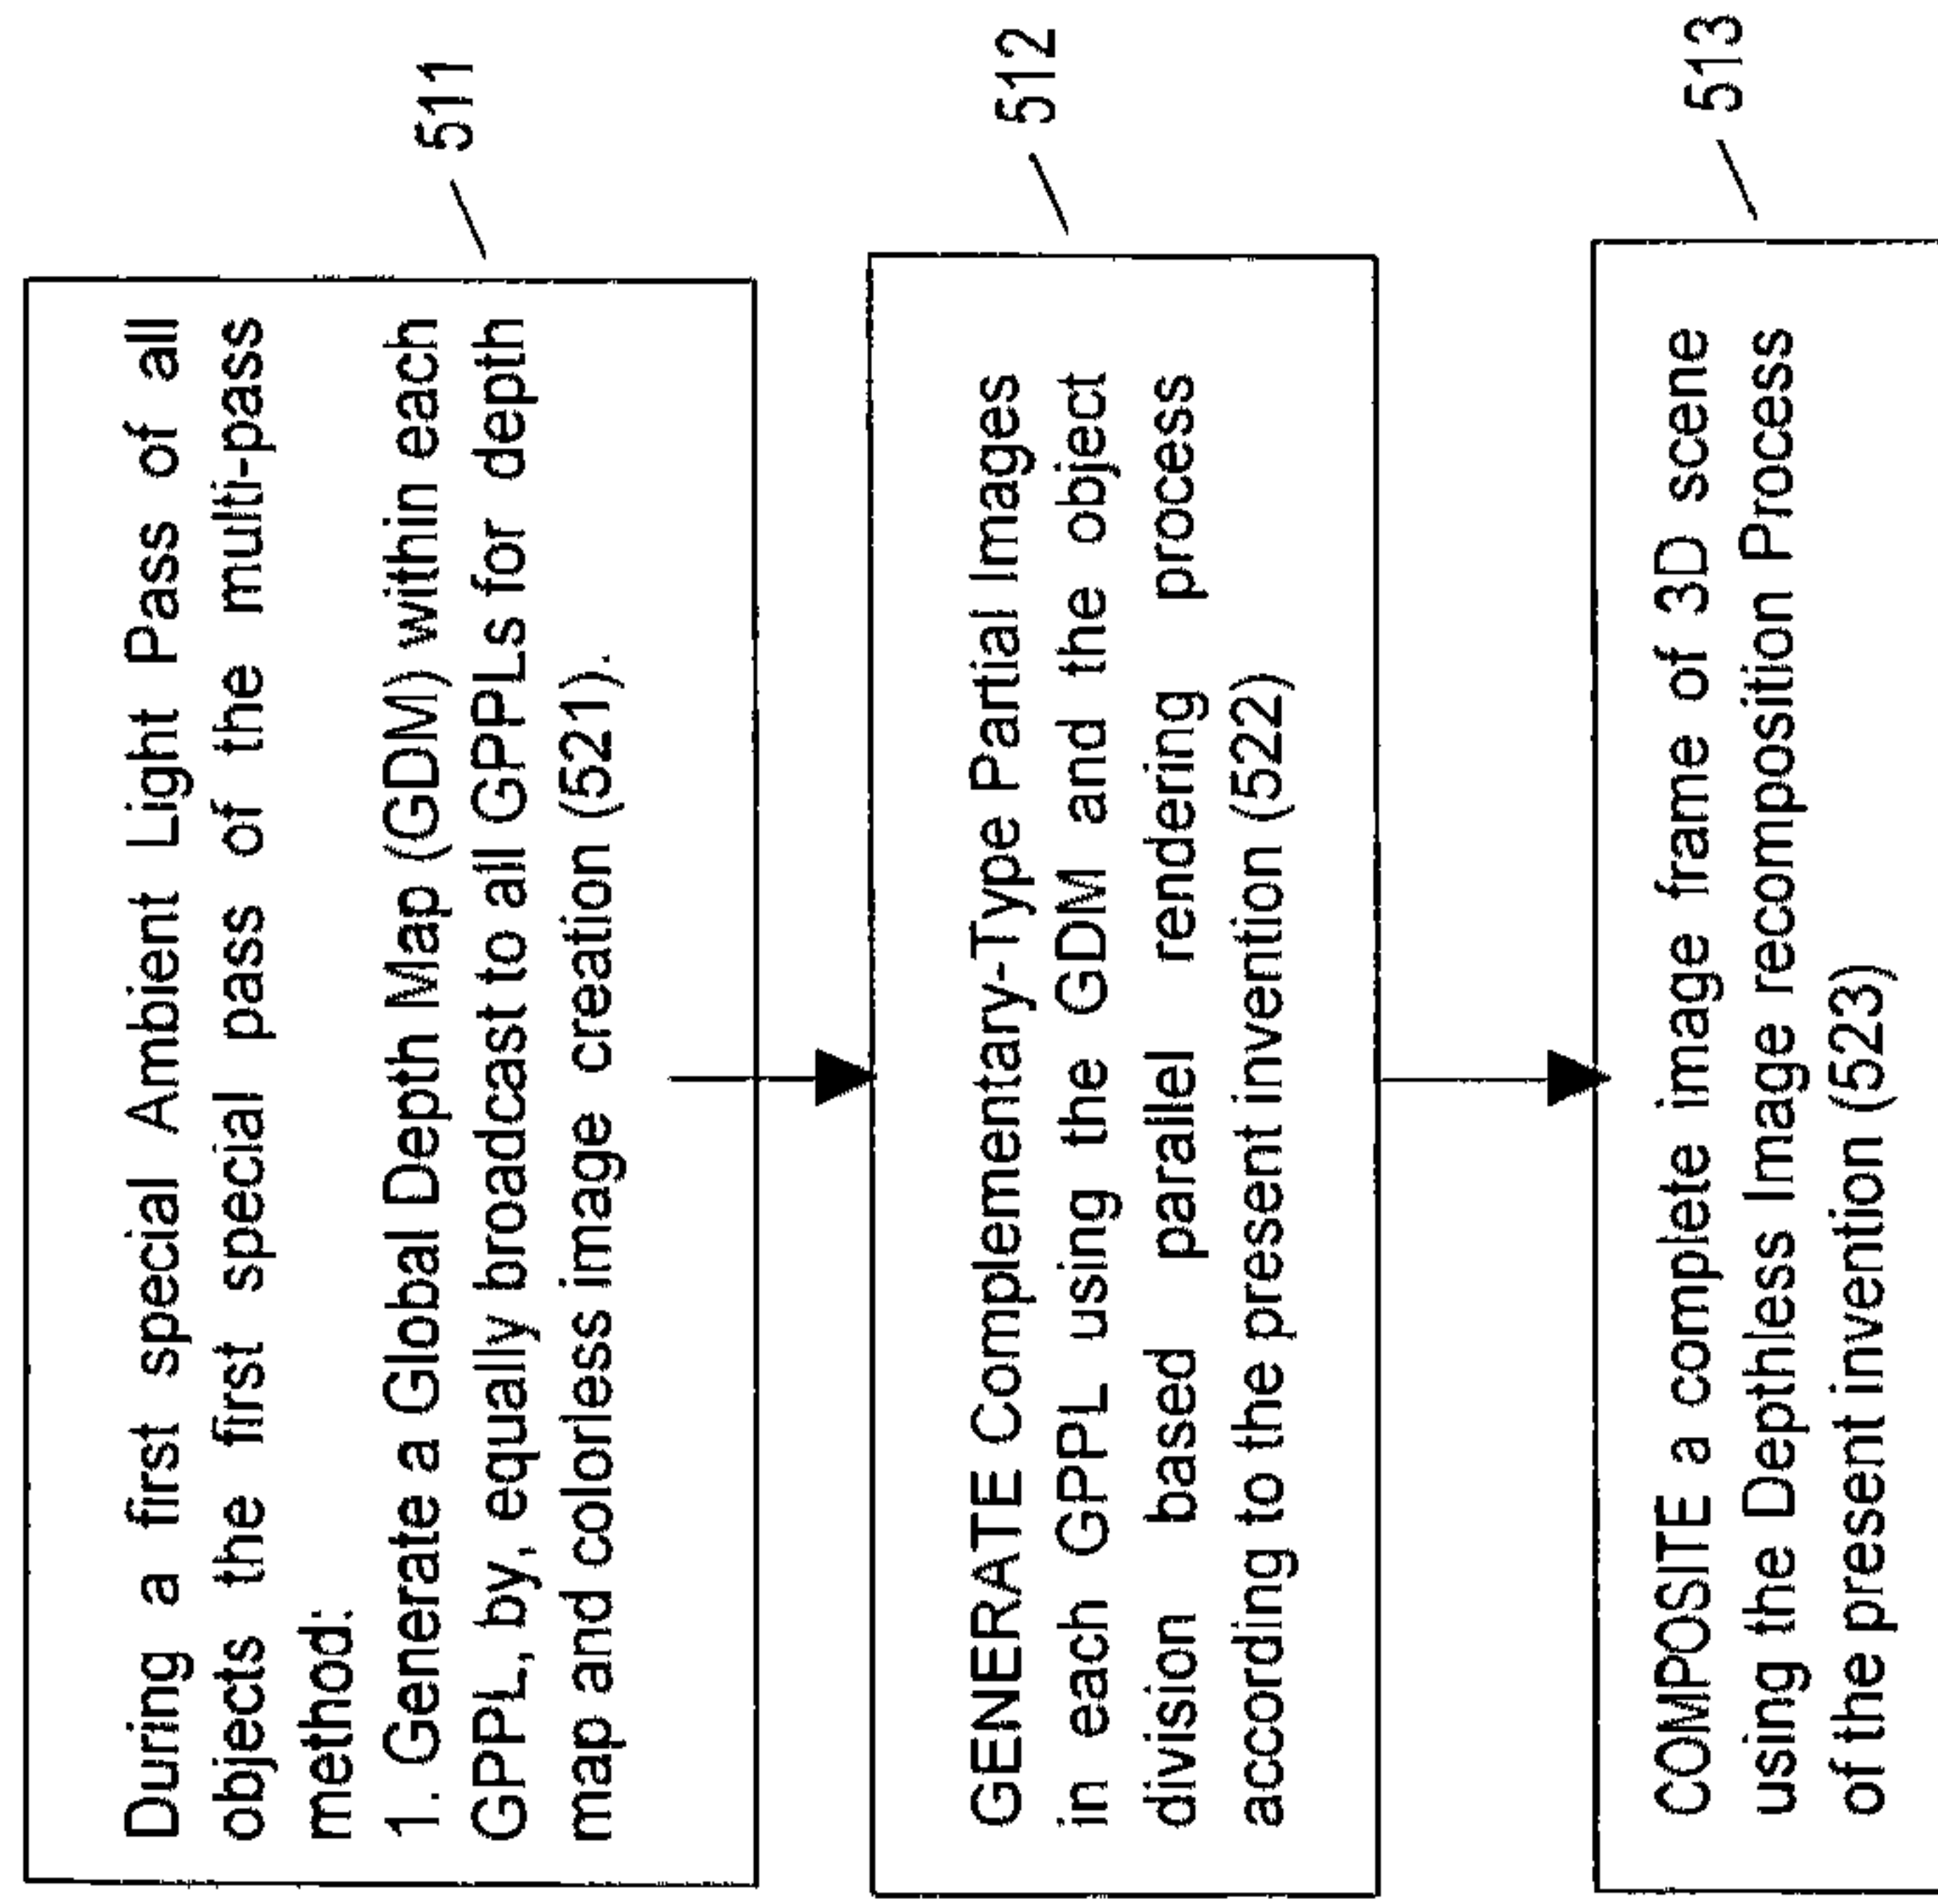 During a first special Ambient Light Pass of all
objects the first special pass of the multi-pass
method:
1. Generate a Global Depth Map (GDM) within each
GPPL, by, equally broadcast to all GPPLs for depth
map and colorless image creation (521).
511
GENERATE Complementary-Type Partial Images
in each GPPL using the GDM and the object
division based parallel rendering process
according to the present invention (522)
512
COMPOSITE a complete image frame of 3D scene
using the Depthless Image recomposition Process
of the present invention (523)
513